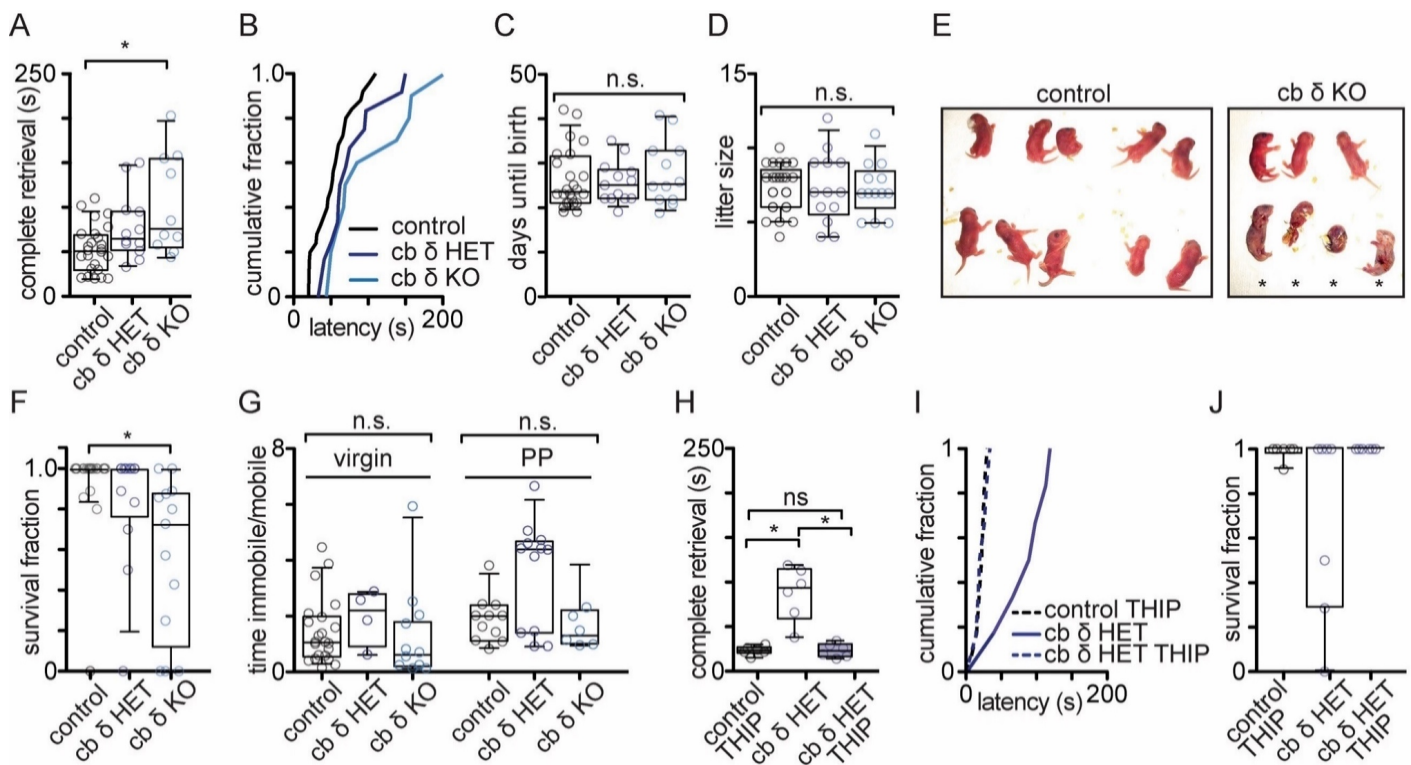 A
complete retrieval (s)
250
0
*
control
cb δ HET
cb δ KO
B
cumulative fraction
1.0
0
control
cb δ HET
cb δ KO
0
latency (s)
200
C
days until birth
50
0
n.s.
control
cb δ HET
cb δ KO
D
litter size
15
0
n.s.
control
cb δ HET
cb δ KO
E
control
cb δ KO
* * * *
F
survival fraction
1.0
0
*
control
cb δ HET
cb δ KO
G
time immobile/mobile
8
0
n.s.
n.s.
virgin
PP
control
cb δ HET
cb δ KO
control
cb δ HET
cb δ KO
H
complete retrieval (s)
250
0
ns
* *
control
THIP
cb δ HET
cb δ HET
THIP
I
cumulative fraction
1
0
control THIP
cb δ HET
cb δ HET THIP
0
latency (s)
200
J
survival fraction
1
0
control
THIP
cb δ HET
cb δ HET
THIP